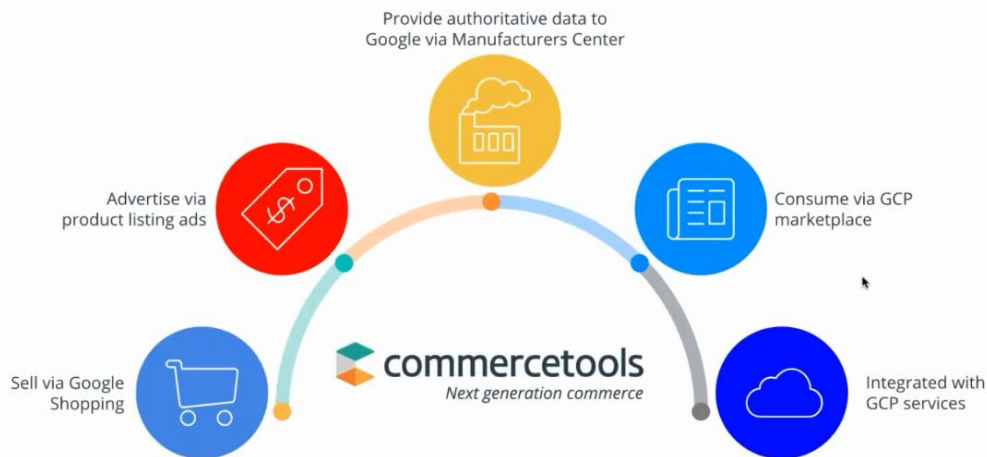 Provide authoritative data to
Google via Manufacturers Center
Advertise via
product listing ads
Consume via GCP
marketplace
commercetools
Next generation commerce
Sell via Google
Shopping
Integrated with
GCP services